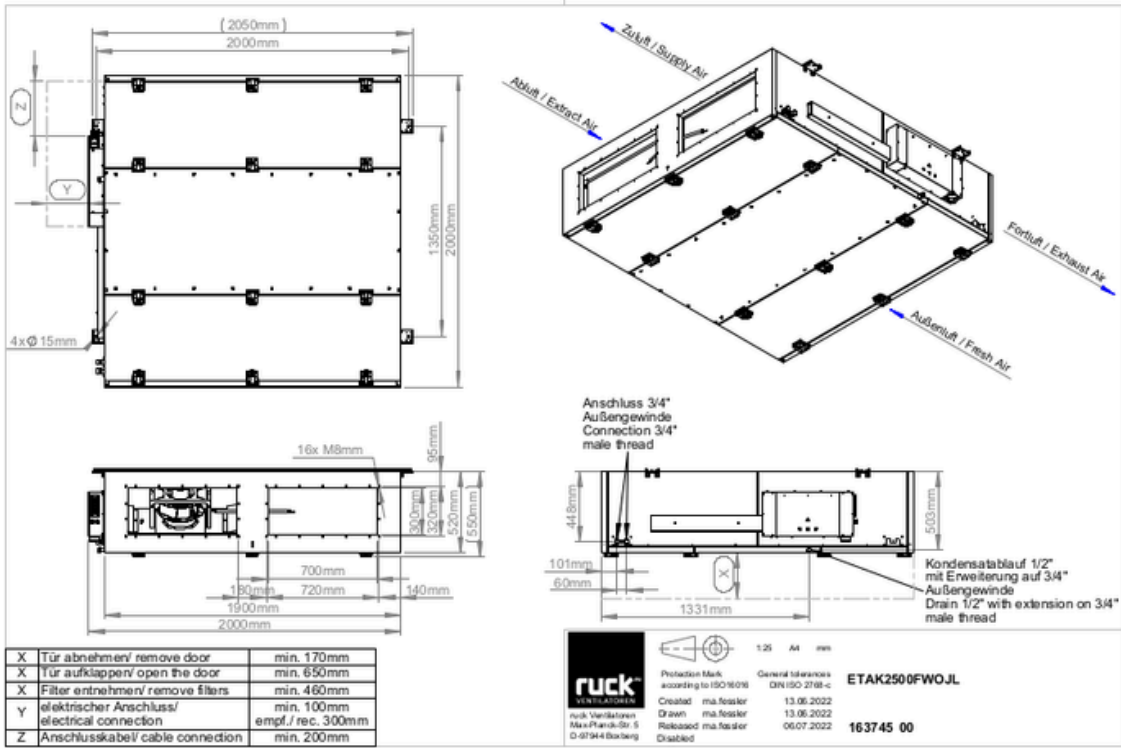 (2050mm)
2000mm
Z
Y
1350mm
2000mm
4xØ15mm
Zuluft / Supply Air
Abluft / Extract Air
Fortluft / Exhaust Air
Außenluft / Fresh Air
16x M8mm
95mm
300mm
320mm
520mm
(550mm)
700mm
180mm
720mm
140mm
1900mm
2000mm
Anschluss 3/4"
Außengewinde
Connection 3/4"
male thread
448mm
503mm
101mm
60mm
X
1331mm
Kondensatablauf 1/2"
mit Erweiterung auf 3/4"
Außengewinde
Drain 1/2" with extension on 3/4"
male thread
X Tür abnehmen/ remove door min. 170mm
X Tür aufklappen/ open the door min. 650mm
X Filter entnehmen/ remove filters min. 460mm
Y elektrischer Anschluss/ electrical connection min. 100mm empf./ rec. 300mm
Z Anschlusskabel/ cable connection min. 200mm
ruck
VENTILATOREN
ruck Ventilatoren
Max-Planck-Str. 5
D-97944 Boxberg
1:25 A4 mm
Protection Mark
according to ISO16016
General tolerances
DIN ISO 2768-c
Created ma.fessler 13.06.2022
Drawn ma.fessler 13.06.2022
Released ma.fessler 06.07.2022
Disabled
ETAK2500FWOJL
163745 00